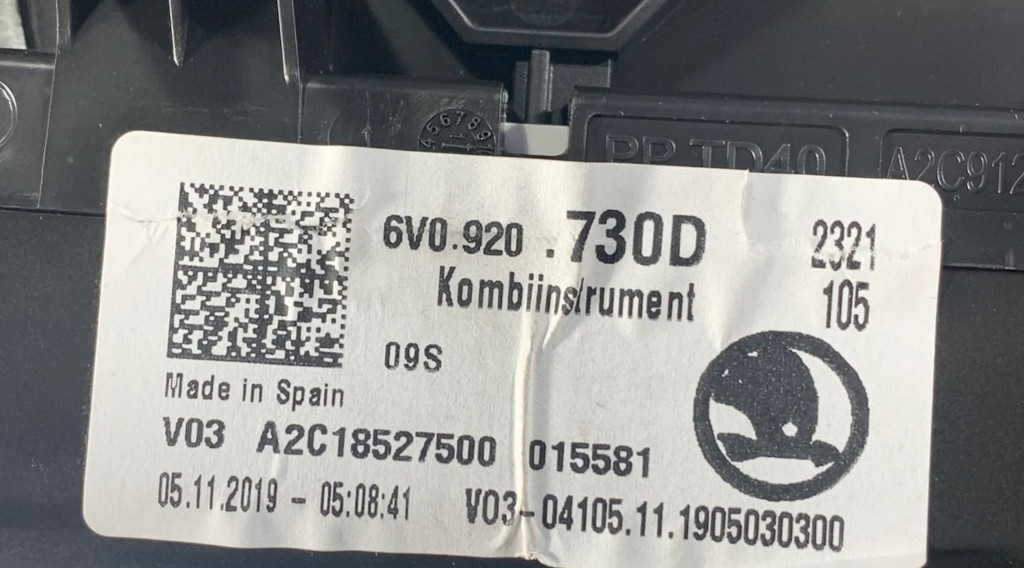 456789
PP TD40
A2C912
6V0.920 .730D 2321
Kombiinstrument 105
09S
Made in Spain
V03 A2C18527500 015581
05.11.2019 - 05:08:41 V03-04105.11.1905030300